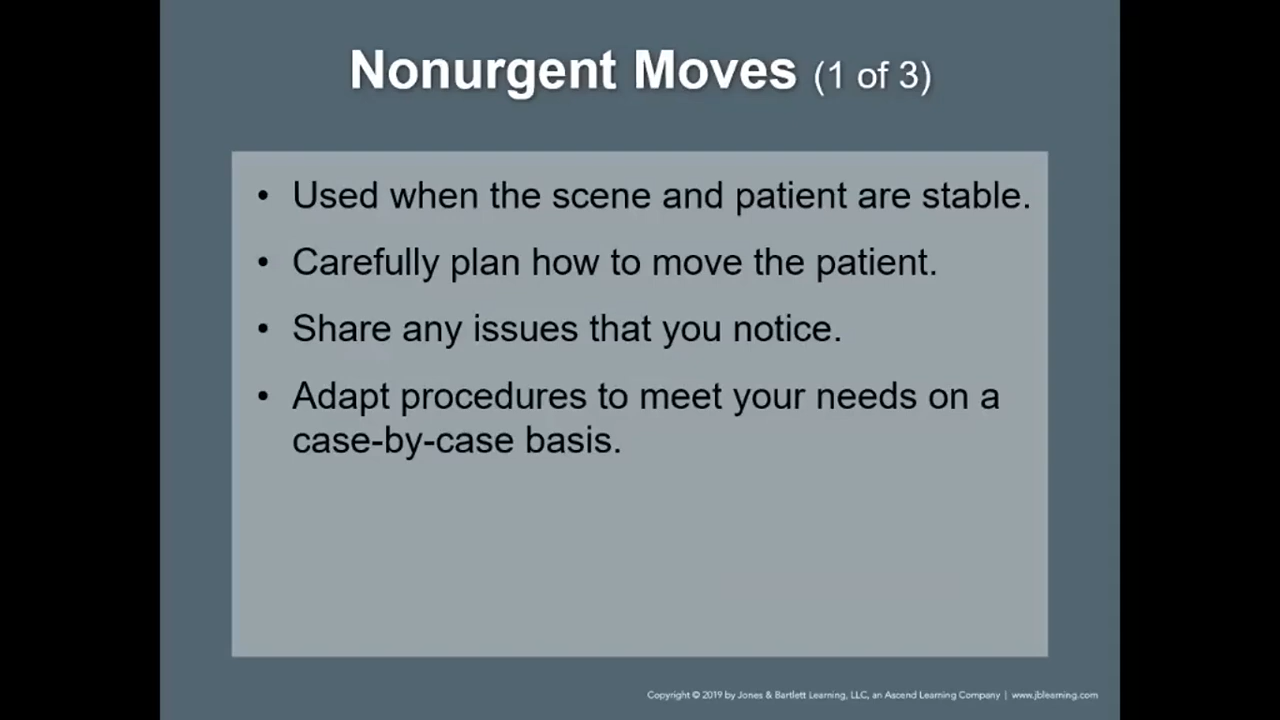 Nonurgent Moves (1 of 3)
• Used when the scene and patient are stable.
• Carefully plan how to move the patient.
• Share any issues that you notice.
• Adapt procedures to meet your needs on a
case-by-case basis.
Copyright © 2019 by Jones & Bartlett Learning, LLC, an Ascend Learning Company | www.jblearning.com